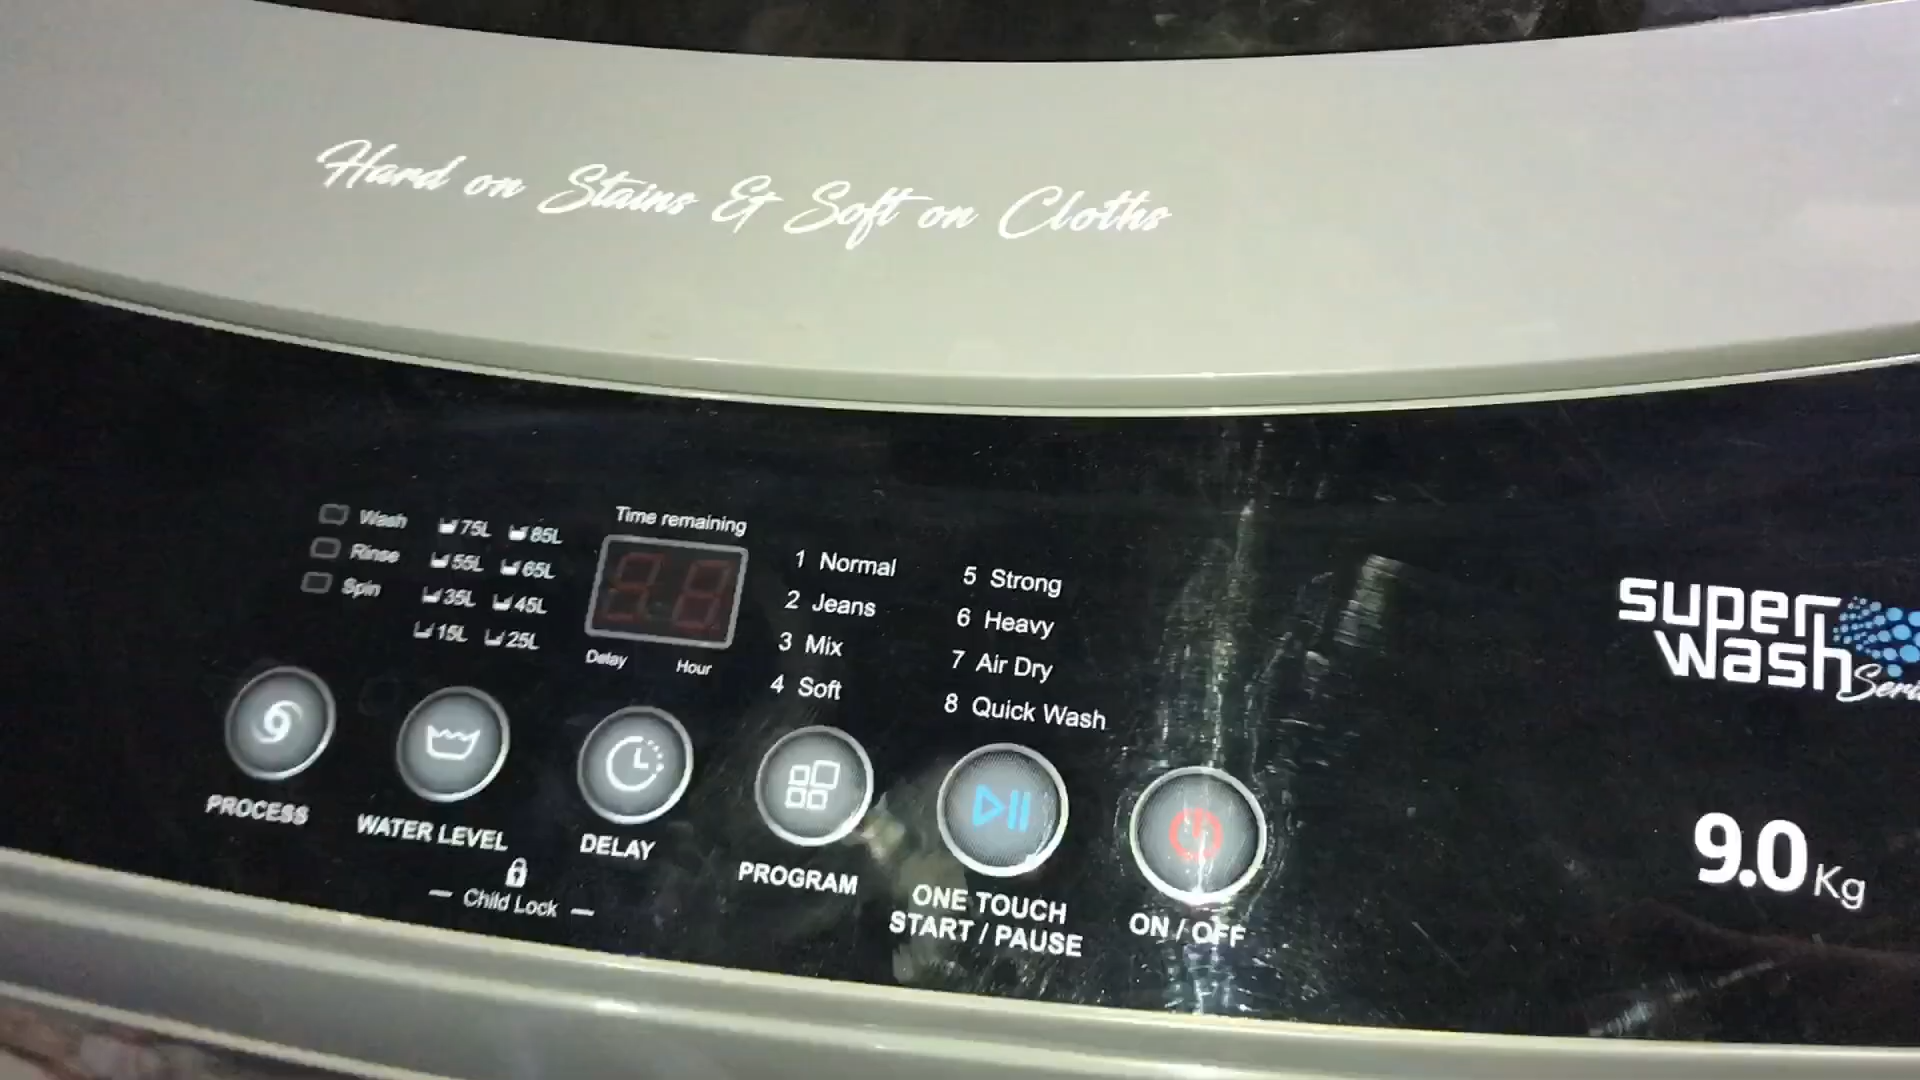 Hard on Stains & Soft on Cloths
Time remaining
Wash
Rinse
Spin
75L 85L
55L 65L
35L 45L
15L 25L
Delay Hour
1 Normal
2 Jeans
3 Mix
4 Soft
5 Strong
6 Heavy
7 Air Dry
8 Quick Wash
super
wash
9.0 Kg
PROCESS
WATER LEVEL
DELAY
PROGRAM
ONE TOUCH
START / PAUSE
ON / OFF
Child Lock